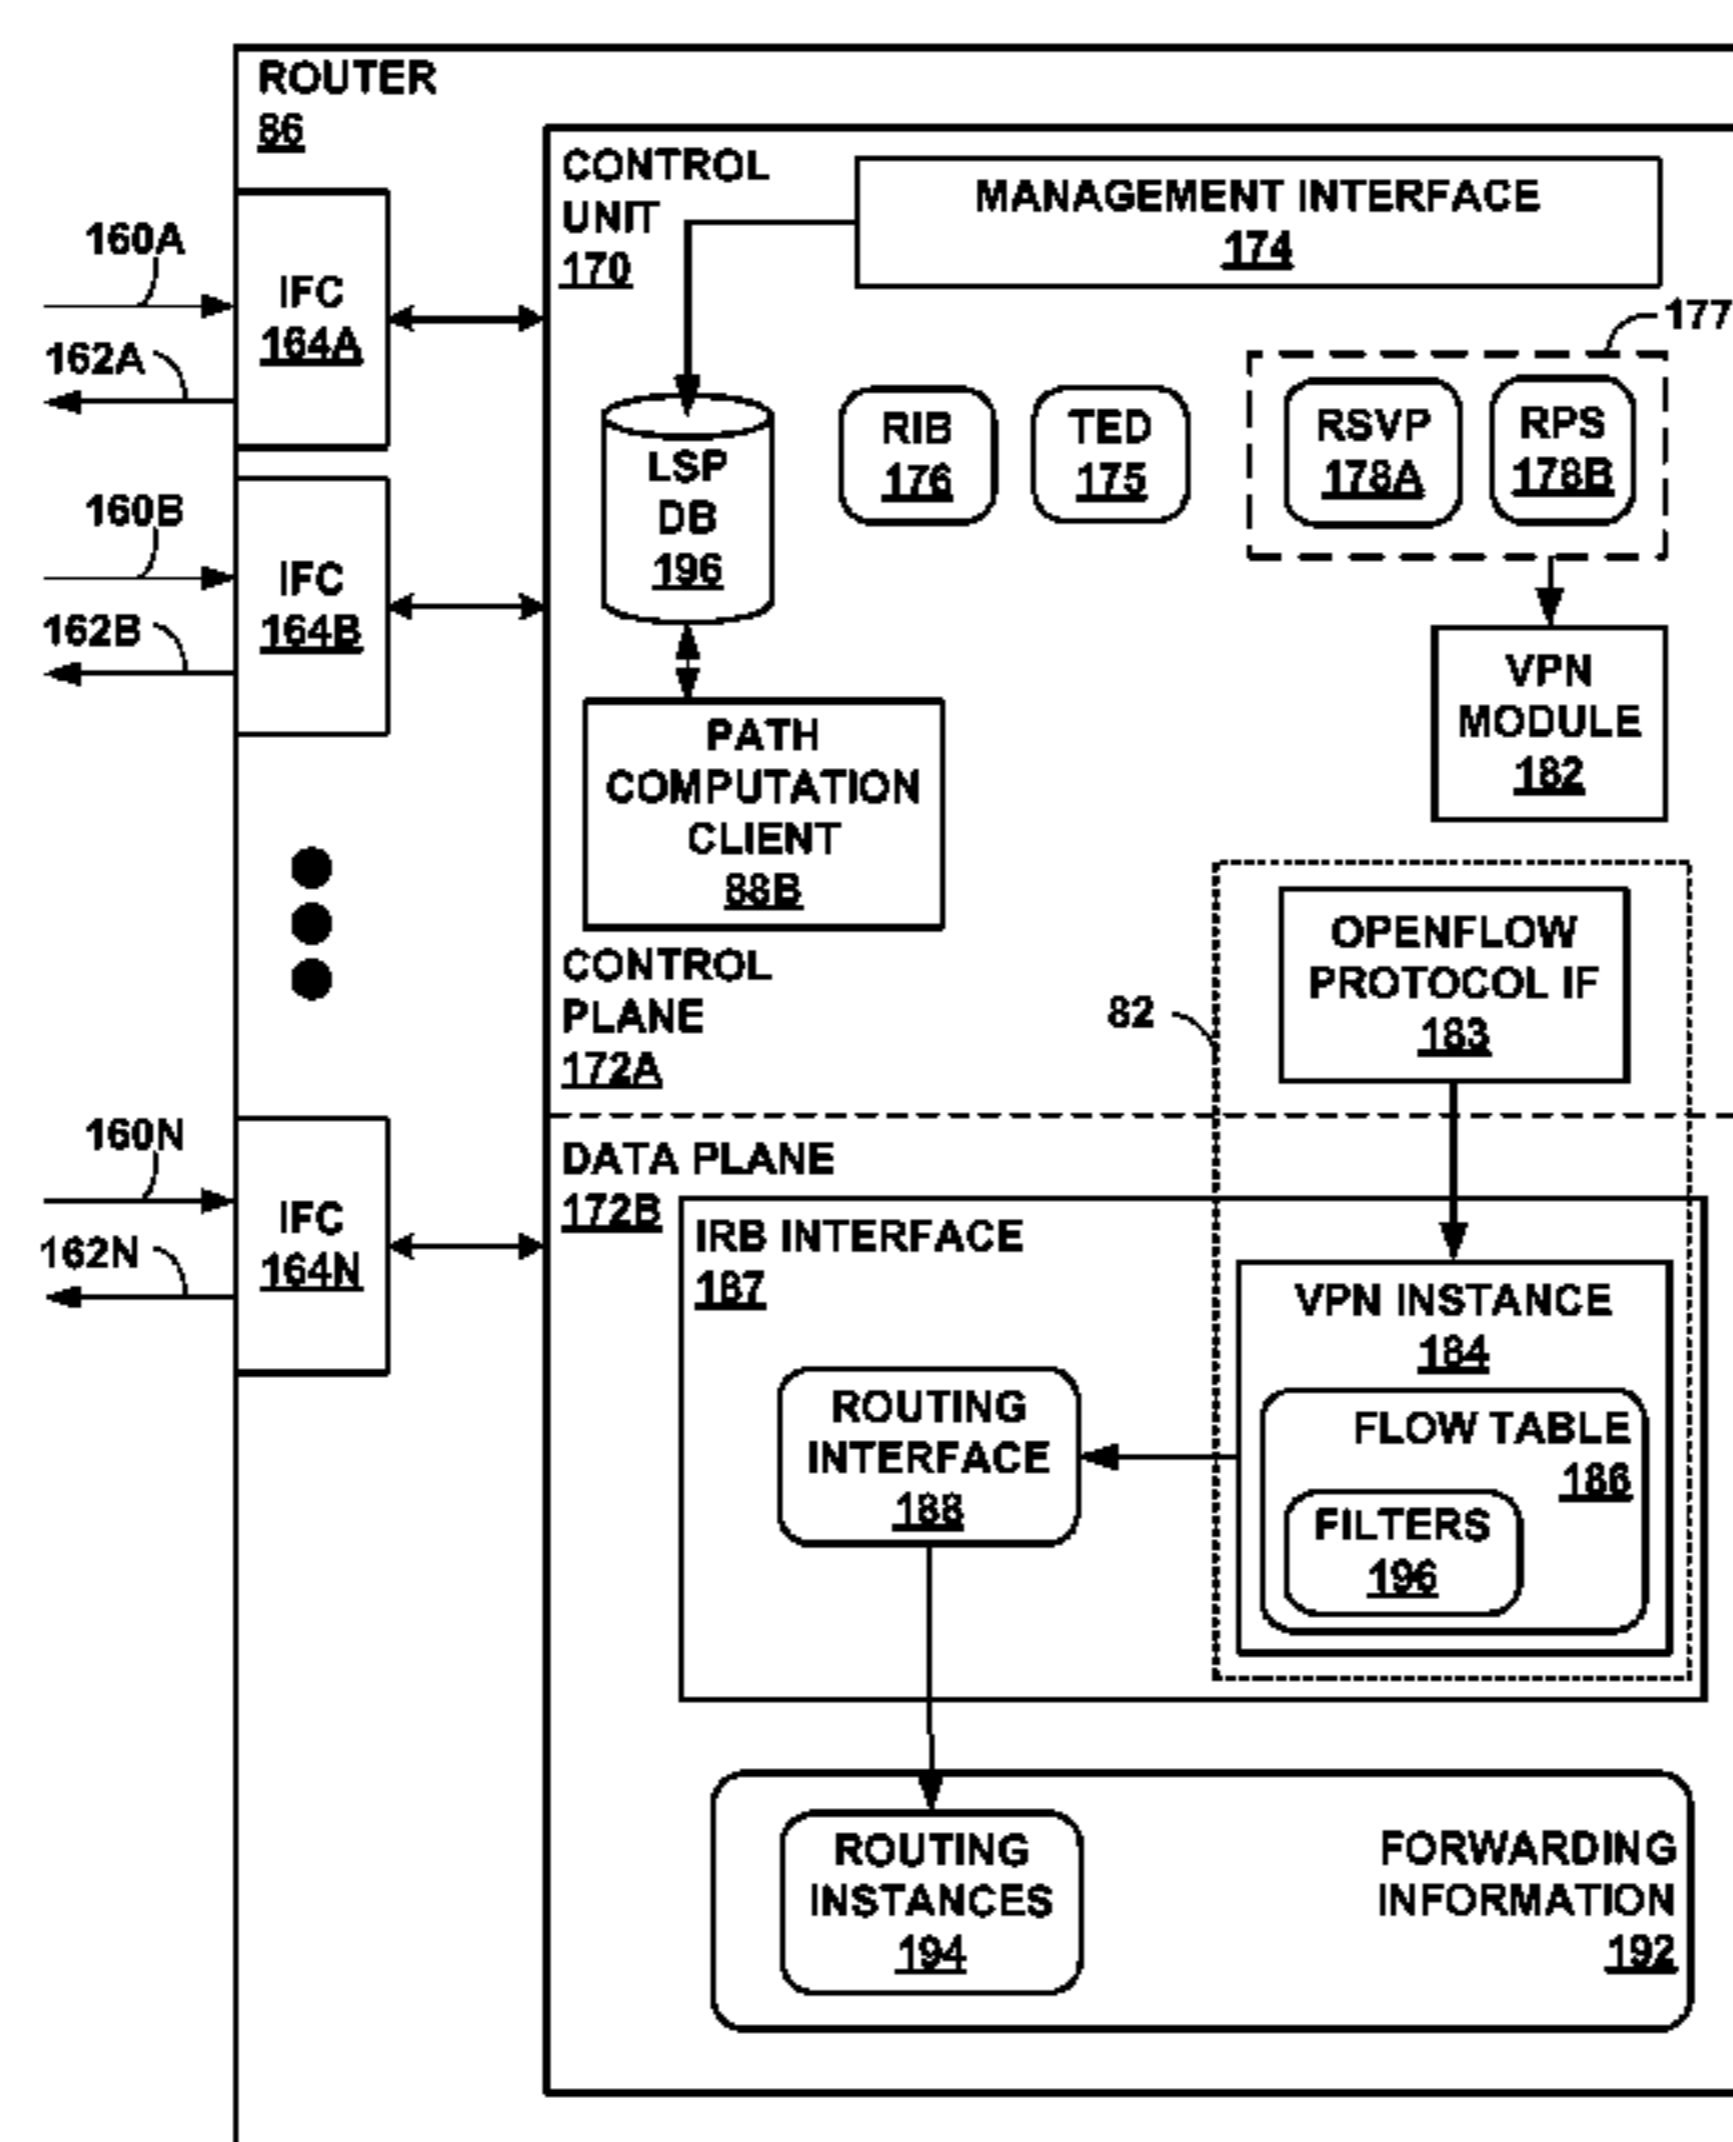 ROUTER
86
CONTROL
UNIT
170
MANAGEMENT INTERFACE
174
160A
IFC
164A
162A
177
LSP
DB
196
RIB
176
TED
175
RSVP
178A
RPS
178B
160B
IFC
164B
162B
VPN
MODULE
182
PATH
COMPUTATION
CLIENT
88B
CONTROL
PLANE
172A
82
OPENFLOW
PROTOCOL IF
183
160N
IFC
164N
162N
DATA PLANE
172B
IRB INTERFACE
187
VPN INSTANCE
184
ROUTING
INTERFACE
188
FLOW TABLE
186
FILTERS
196
ROUTING
INSTANCES
194
FORWARDING
INFORMATION
192